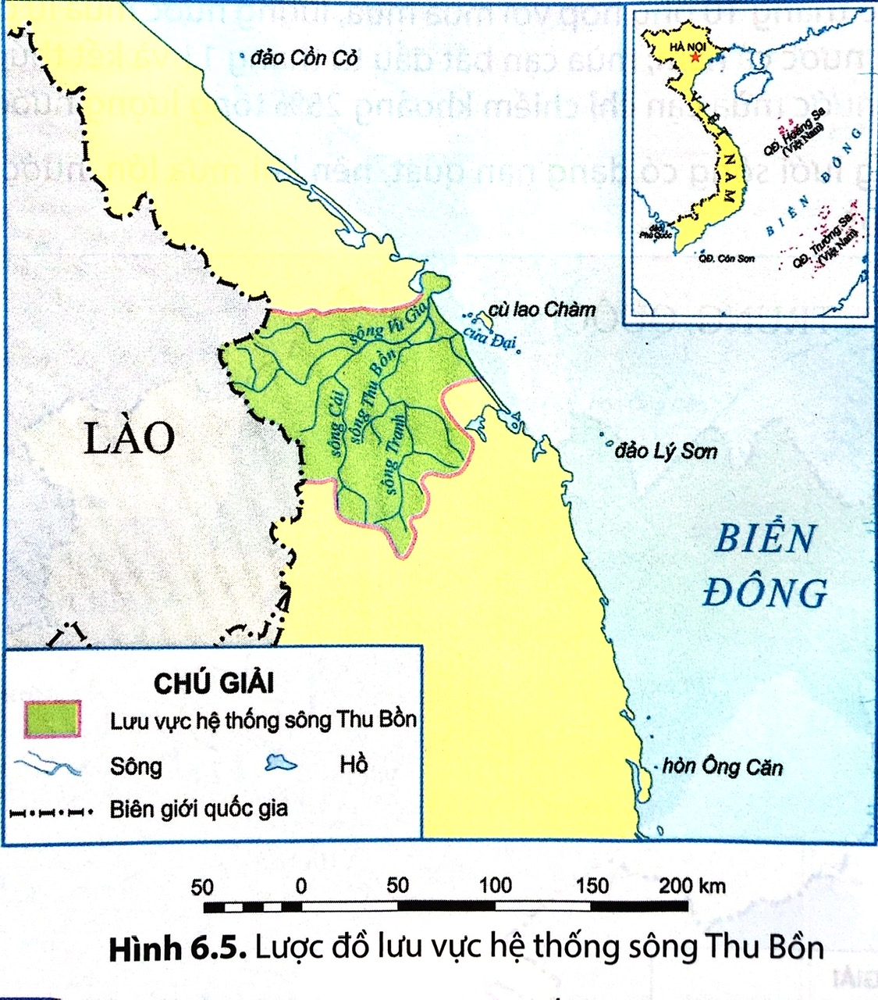 đảo Cồn Cỏ
HÀ NỘI
VIỆT NAM
QĐ. Hoàng Sa
(Việt Nam)
BIỂN ĐÔNG
đảo
Phú Quốc
QĐ. Côn Sơn
QĐ. Trường Sa
(Việt Nam)
cù lao Chàm
cửa Đại
sông Vu Gia
sông Thu Bồn
sông Cái
sông Tranh
LÀO
đảo Lý Sơn
BIỂN
ĐÔNG
CHÚ GIẢI
Lưu vực hệ thống sông Thu Bồn
Sông
Hồ
Biên giới quốc gia
hòn Ông Căn
50 0 50 100 150 200 km
Hình 6.5. Lược đồ lưu vực hệ thống sông Thu Bồn